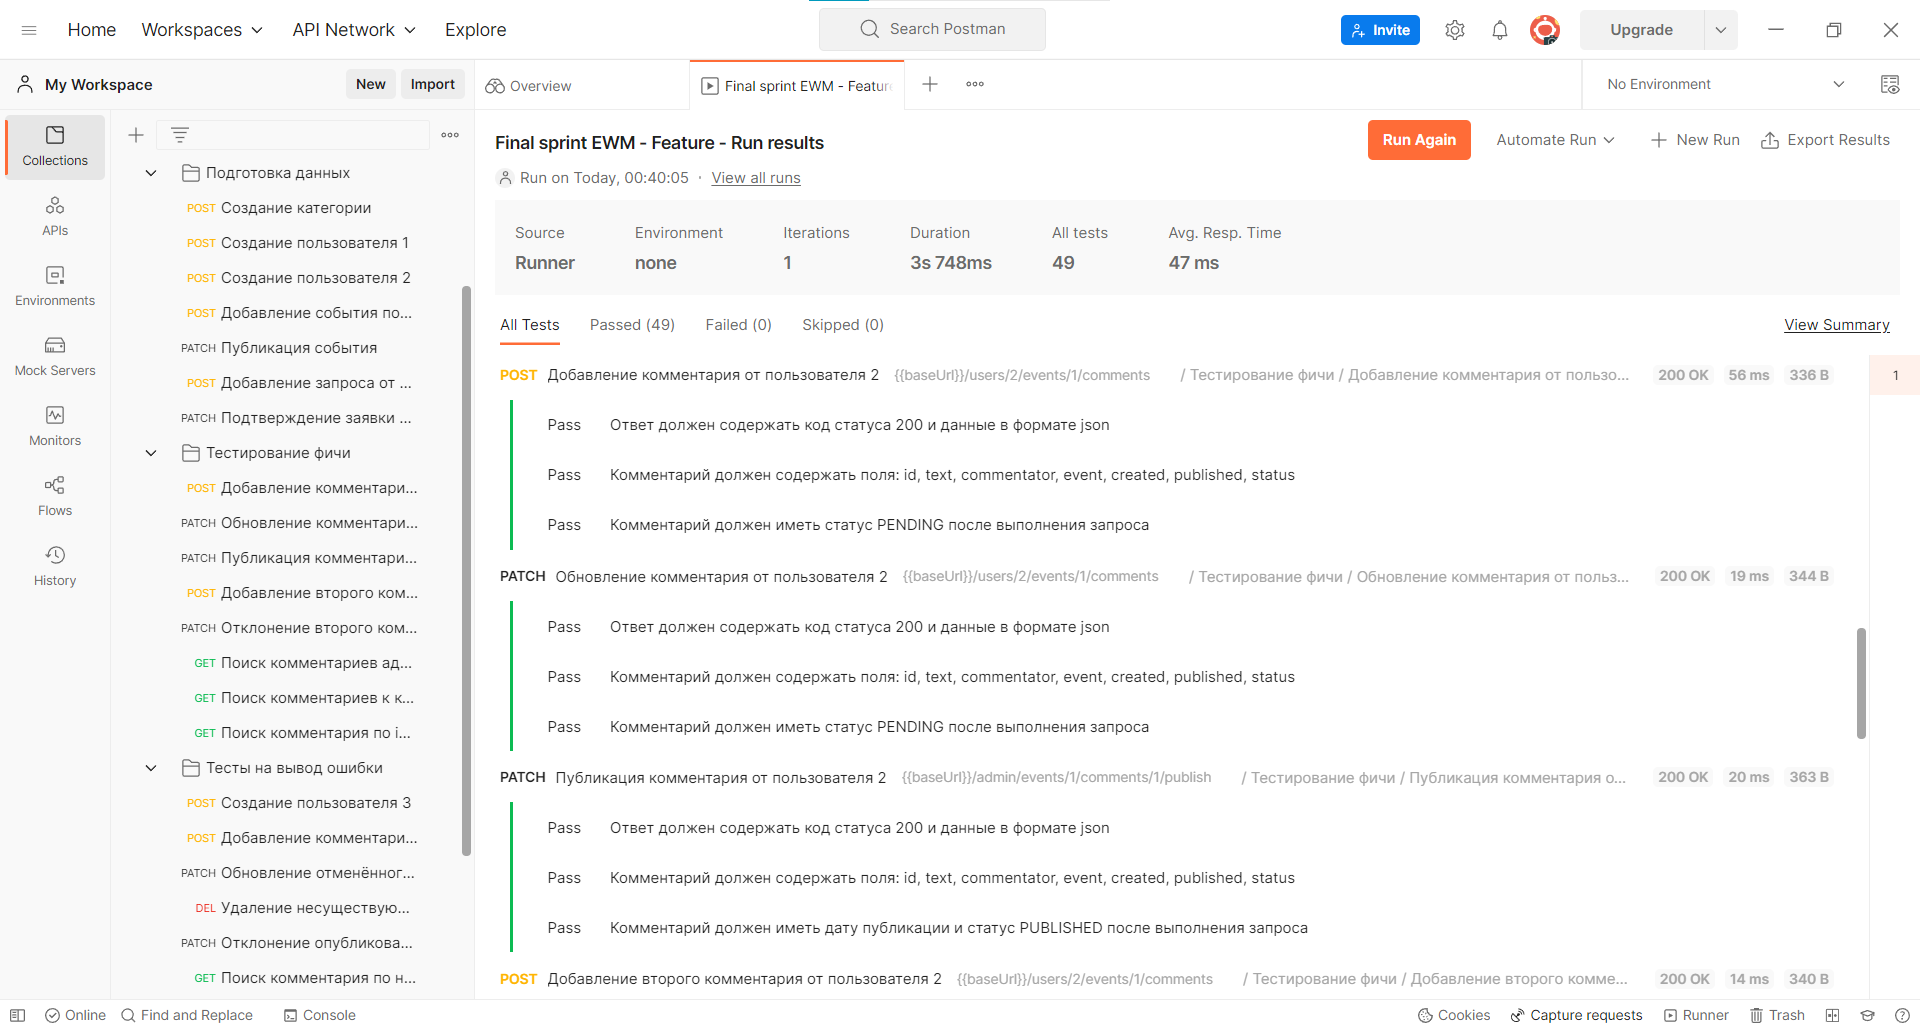 Home Workspaces API Network Explore Search Postman Invite Upgrade
My Workspace New Import Overview Final sprint EWM - Featur No Environment
Collections
APIs
Environments
Mock Servers
Monitors
Flows
History
Подготовка данных
POST Создание категории
POST Создание пользователя 1
POST Создание пользователя 2
POST Добавление события по...
PATCH Публикация события
POST Добавление запроса от ...
PATCH Подтверждение заявки ...
Тестирование фичи
POST Добавление комментари...
PATCH Обновление комментари...
PATCH Публикация комментари...
POST Добавление второго ком...
PATCH Отклонение второго ком...
GET Поиск комментариев ад...
GET Поиск комментариев к к...
GET Поиск комментария по i...
Тесты на вывод ошибки
POST Создание пользователя 3
POST Добавление комментари...
PATCH Обновление отменённог...
DEL Удаление несуществую...
PATCH Отклонение опубликова...
GET Поиск комментария по н...
Final sprint EWM - Feature - Run results Run Again Automate Run New Run Export Results
Run on Today, 00:40:05 · View all runs
Source Environment Iterations Duration All tests Avg. Resp. Time
Runner none 1 3s 748ms 49 47 ms
All Tests Passed (49) Failed (0) Skipped (0) View Summary
POST Добавление комментария от пользователя 2 {{baseUrl}}/users/2/events/1/comments / Тестирование фичи / Добавление комментария от пользо... 200 OK 56 ms 336 B 1
Pass Ответ должен содержать код статуса 200 и данные в формате json
Pass Комментарий должен содержать поля: id, text, commentator, event, created, published, status
Pass Комментарий должен иметь статус PENDING после выполнения запроса
PATCH Обновление комментария от пользователя 2 {{baseUrl}}/users/2/events/1/comments / Тестирование фичи / Обновление комментария от польз... 200 OK 19 ms 344 B
Pass Ответ должен содержать код статуса 200 и данные в формате json
Pass Комментарий должен содержать поля: id, text, commentator, event, created, published, status
Pass Комментарий должен иметь статус PENDING после выполнения запроса
PATCH Публикация комментария от пользователя 2 {{baseUrl}}/admin/events/1/comments/1/publish / Тестирование фичи / Публикация комментария о... 200 OK 20 ms 363 B
Pass Ответ должен содержать код статуса 200 и данные в формате json
Pass Комментарий должен содержать поля: id, text, commentator, event, created, published, status
Pass Комментарий должен иметь дату публикации и статус PUBLISHED после выполнения запроса
POST Добавление второго комментария от пользователя 2 {{baseUrl}}/users/2/events/1/comments / Тестирование фичи / Добавление второго комме... 200 OK 14 ms 340 B
Online Find and Replace Console Cookies Capture requests Runner Trash